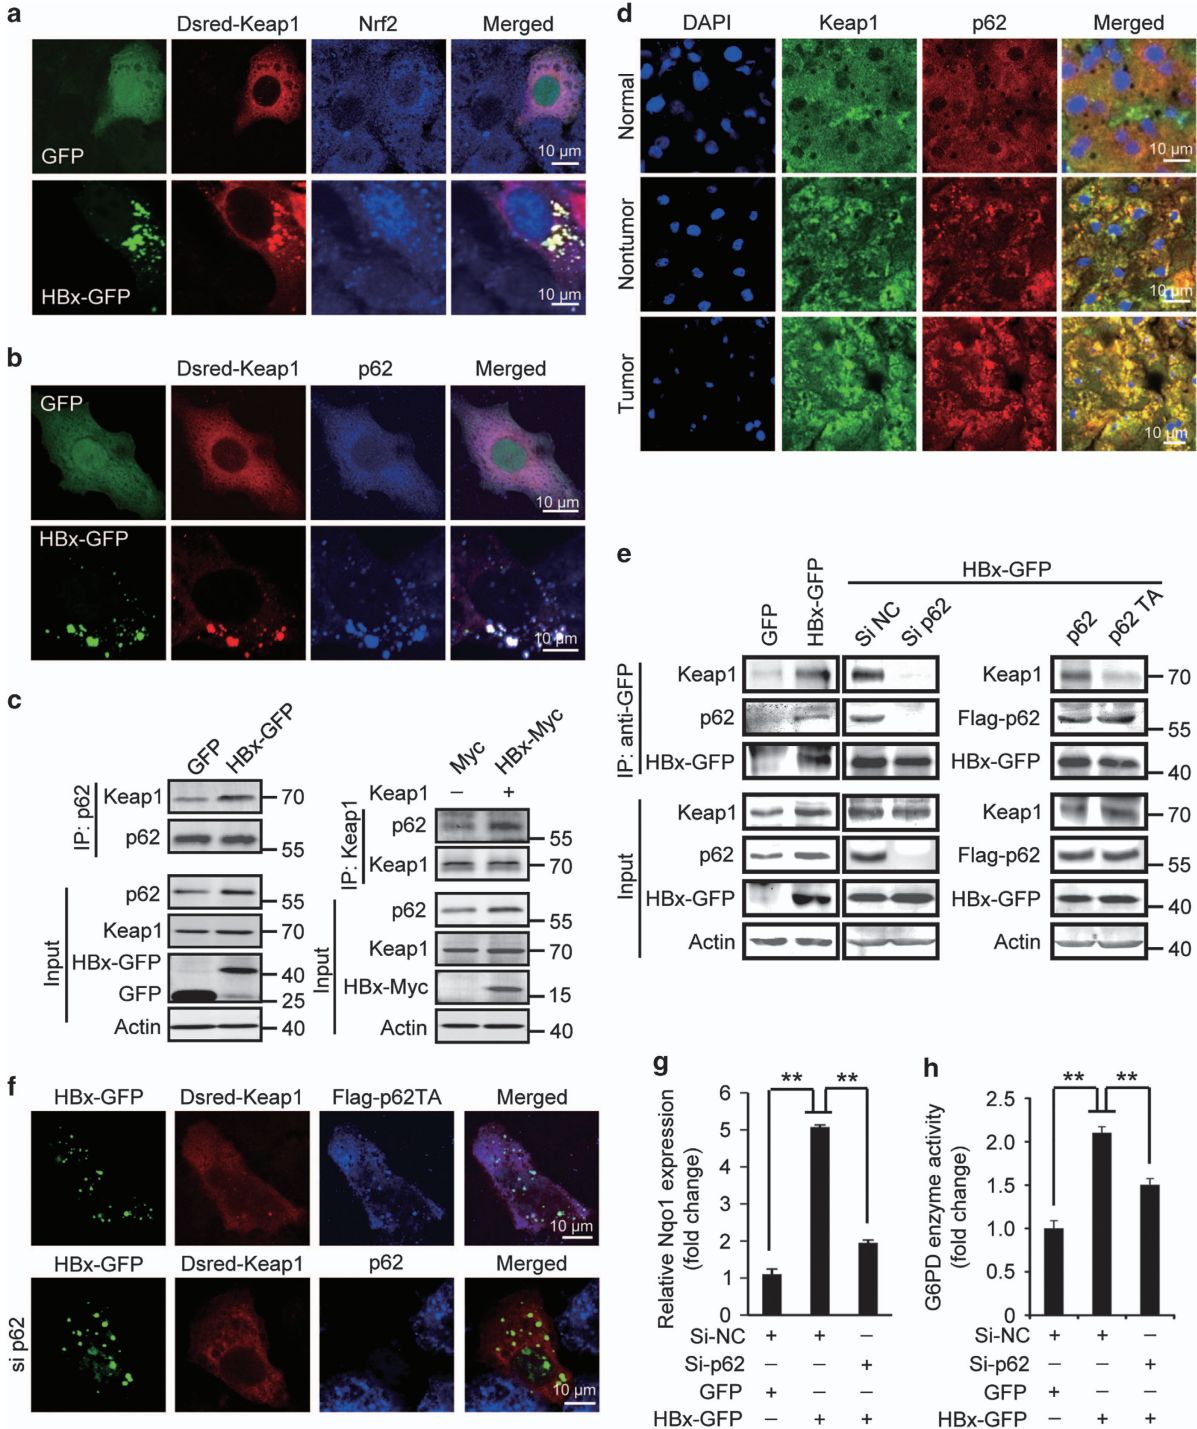 a
Dsred-Keap1 Nrf2 Merged
GFP
10 µm
HBx-GFP
10 µm
b
Dsred-Keap1 p62 Merged
GFP
10 µm
HBx-GFP
10 µm
c
GFP HBx-GFP
IP: p62
Keap1 70
p62 55
Input
p62 55
Keap1 70
HBx-GFP 40
GFP 25
Actin 40
Myc HBx-Myc
Keap1 – +
IP: Keap1
p62 55
Keap1 70
Input
p62 55
Keap1 70
HBx-Myc 15
Actin 40
d
DAPI Keap1 p62 Merged
Normal
10 µm
Nontumor
10 µm
Tumor
10 µm
e
HBx-GFP
GFP HBx-GFP Si NC Si p62 p62 p62 TA
IP: anti-GFP
Keap1 Keap1 70
p62 Flag-p62 55
HBx-GFP HBx-GFP 40
Input
Keap1 Keap1 70
p62 Flag-p62 55
HBx-GFP HBx-GFP 40
Actin Actin 40
f
HBx-GFP Dsred-Keap1 Flag-p62TA Merged
10 µm
HBx-GFP Dsred-Keap1 p62 Merged
si p62
10 µm
g
** **
Relative Nqo1 expression
(fold change)
6
5
4
3
2
1
0
Si-NC + + –
Si-p62 – – +
GFP + – –
HBx-GFP – + +
h
** **
G6PD enzyme activity
(fold change)
2.5
2.0
1.5
1.0
0.5
0
Si-NC + + –
Si-p62 – – +
GFP + – –
HBx-GFP – + +